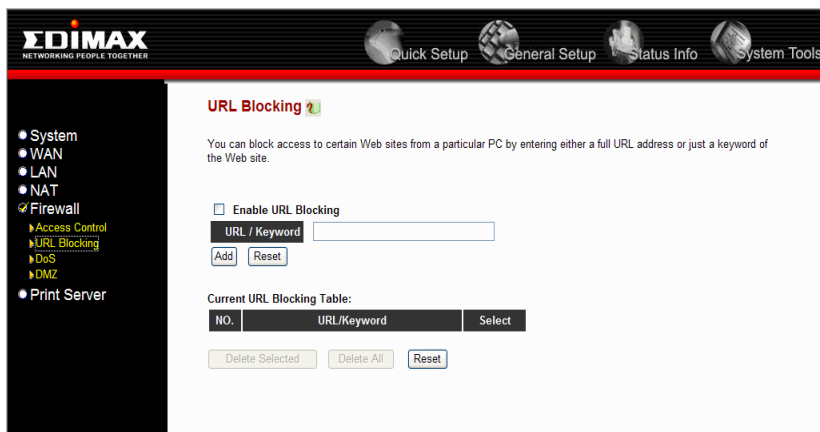 EDIMAX
NETWORKING PEOPLE TOGETHER
Quick Setup
General Setup
Status Info
System Tools
System
WAN
LAN
NAT
Firewall
Access Control
URL Blocking
DoS
DMZ
Print Server
URL Blocking
You can block access to certain Web sites from a particular PC by entering either a full URL address or just a keyword of
the Web site.
Enable URL Blocking
URL / Keyword
Add Reset
Current URL Blocking Table:
NO. URL/Keyword Select
Delete Selected Delete All Reset